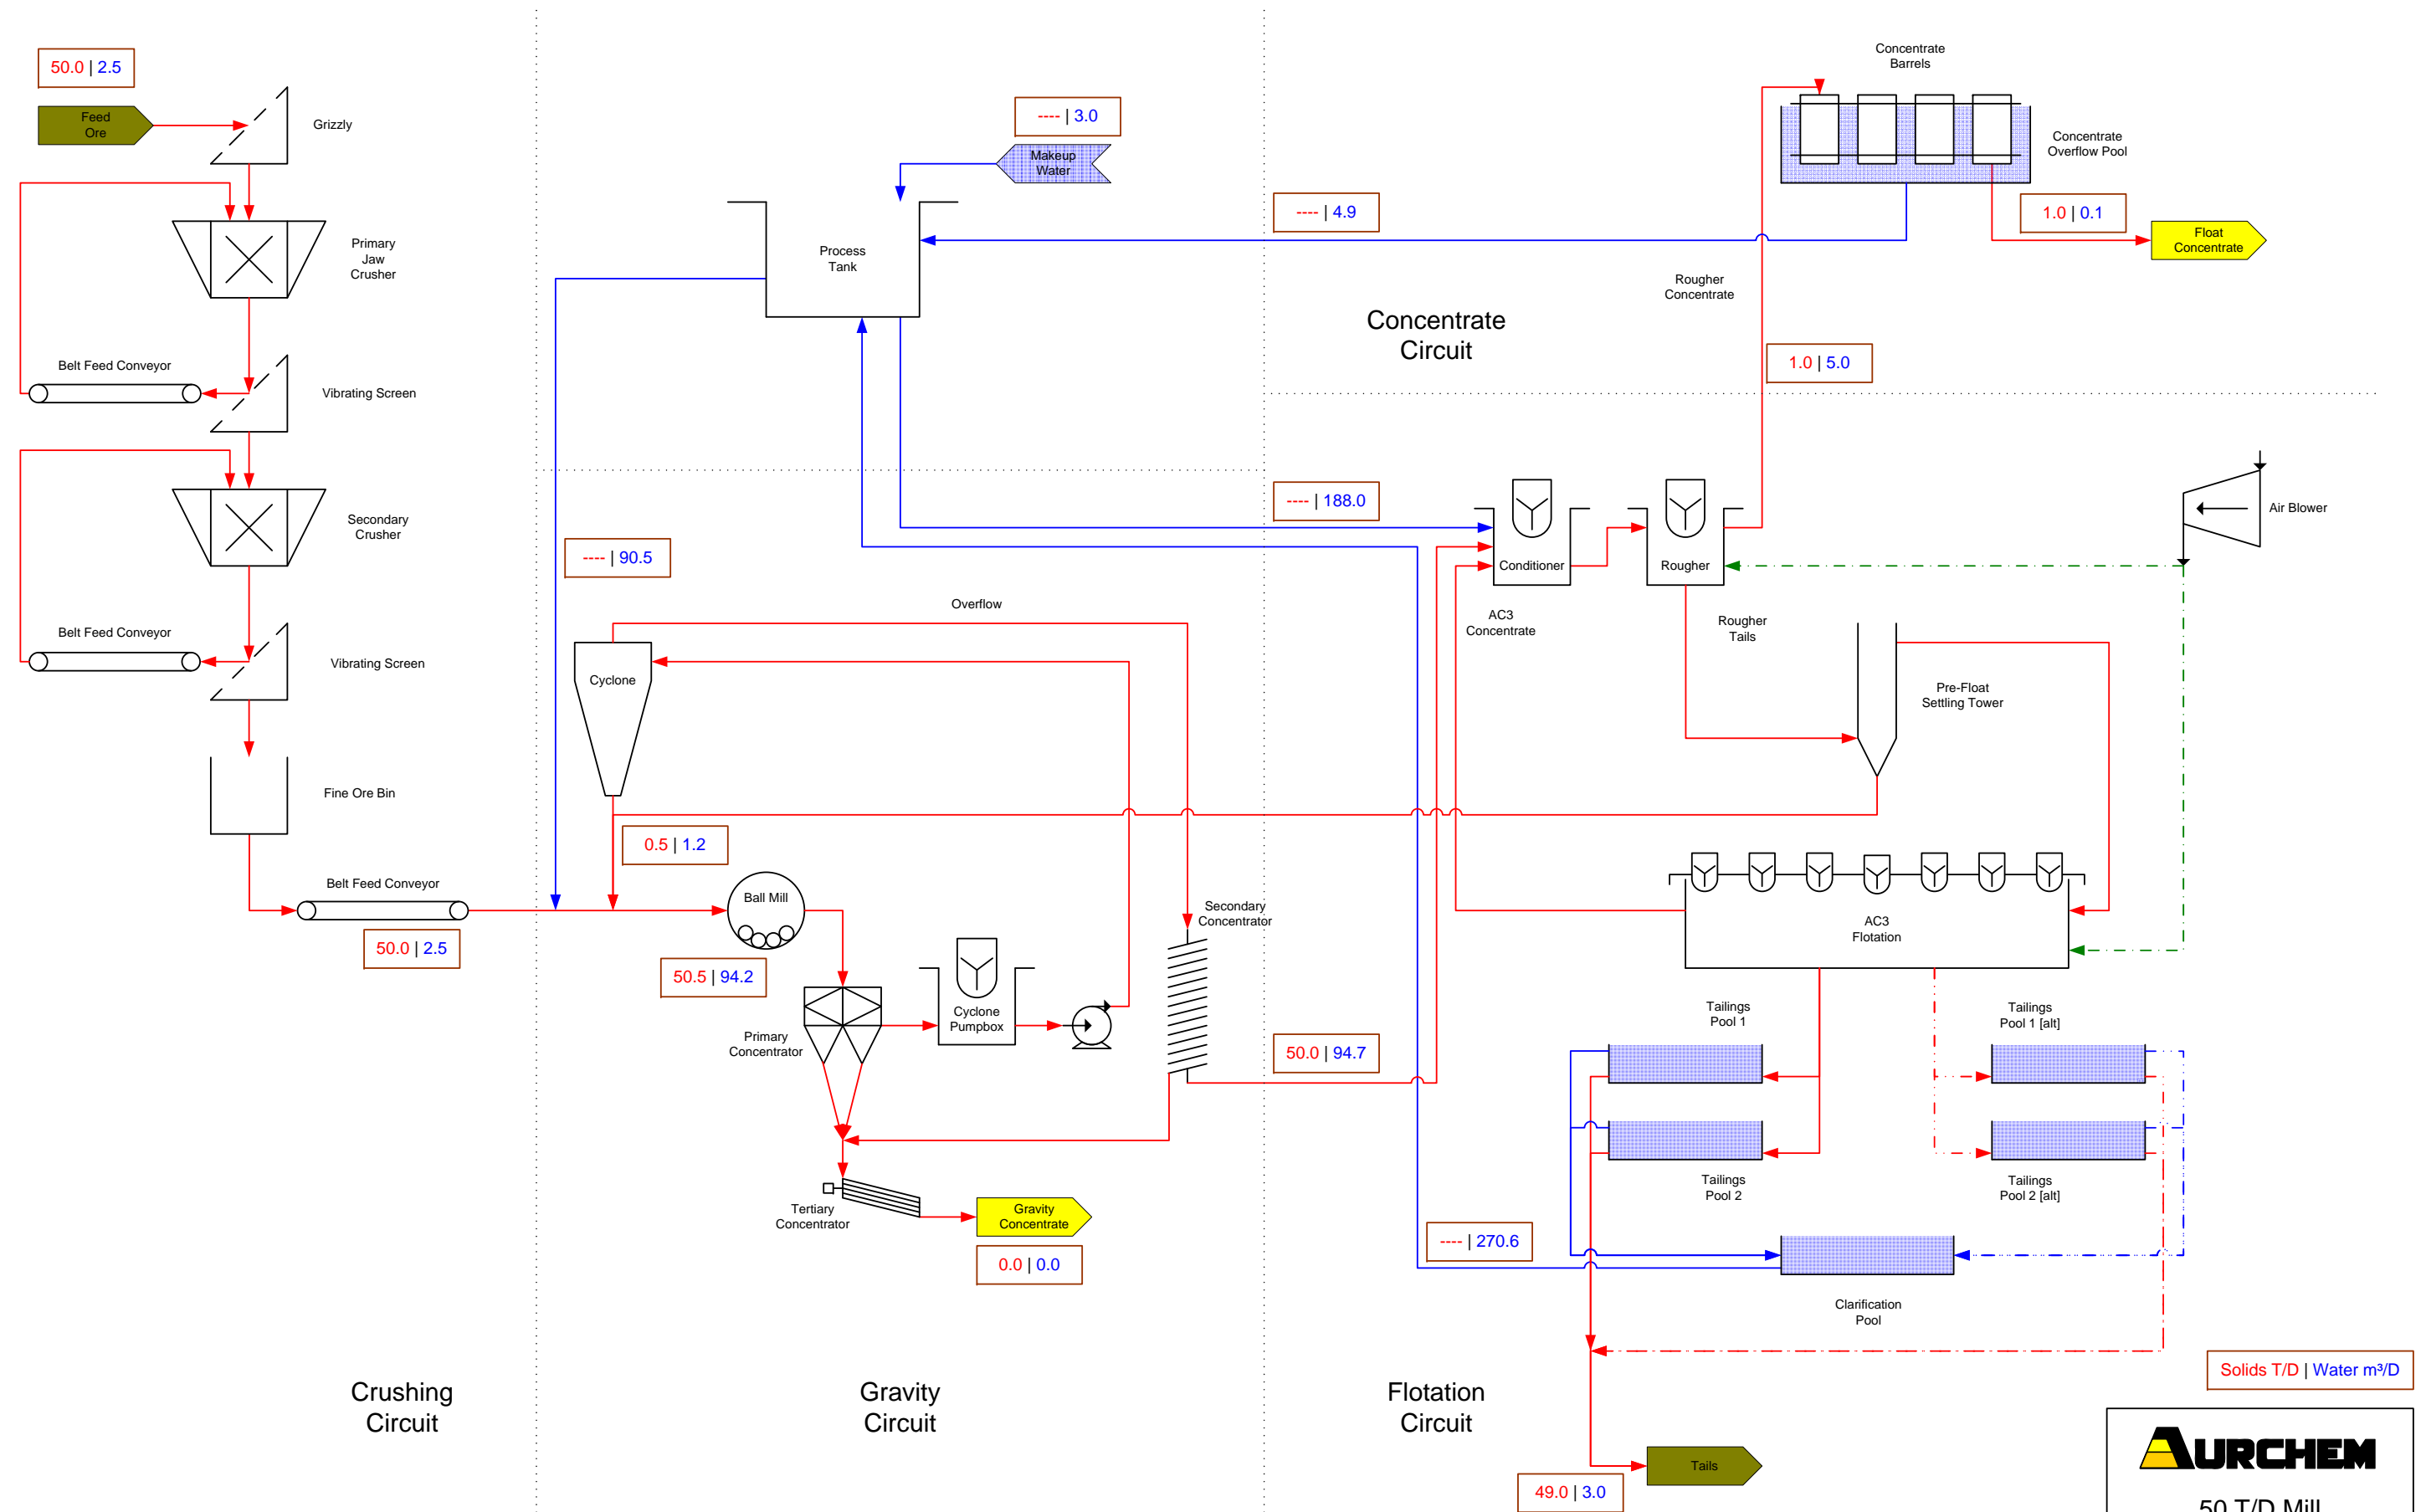 50.0 | 2.5
Feed
Ore
Grizzly
Primary
Jaw
Crusher
Belt Feed Conveyor
Vibrating Screen
Secondary
Crusher
Belt Feed Conveyor
Vibrating Screen
Fine Ore Bin
Belt Feed Conveyor
50.0 | 2.5
Crushing
Circuit
---- | 3.0
Makeup
Water
Process
Tank
---- | 90.5
Overflow
Cyclone
0.5 | 1.2
Ball Mill
50.5 | 94.2
Primary
Concentrator
Cyclone
Pumpbox
Secondary
Concentrator
Tertiary
Concentrator
Gravity
Concentrate
0.0 | 0.0
Gravity
Circuit
Concentrate
Barrels
Concentrate
Overflow Pool
---- | 4.9
1.0 | 0.1
Float
Concentrate
Rougher
Concentrate
Concentrate
Circuit
1.0 | 5.0
---- | 188.0
Conditioner
Rougher
Air Blower
AC3
Concentrate
Rougher
Tails
Pre-Float
Settling Tower
AC3
Flotation
50.0 | 94.7
Tailings
Pool 1
Tailings
Pool 1 [alt]
Tailings
Pool 2
Tailings
Pool 2 [alt]
---- | 270.6
Clarification
Pool
Flotation
Circuit
Tails
49.0 | 3.0
Solids T/D | Water m³/D
AURCHEM
50 T/D Mill